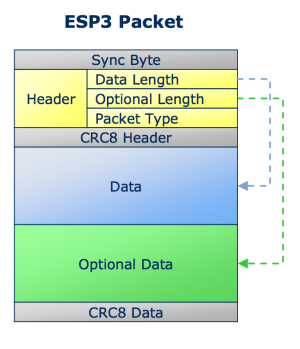 ESP3 Packet
Sync Byte
Header
Data Length
Optional Length
Packet Type
CRC8 Header
Data
Optional Data
CRC8 Data